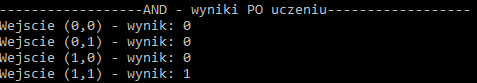 ------------------AND - wyniki PO uczeniu------------------
Wejscie (0,0) - wynik: 0
Wejscie (0,1) - wynik: 0
Wejscie (1,0) - wynik: 0
Wejscie (1,1) - wynik: 1